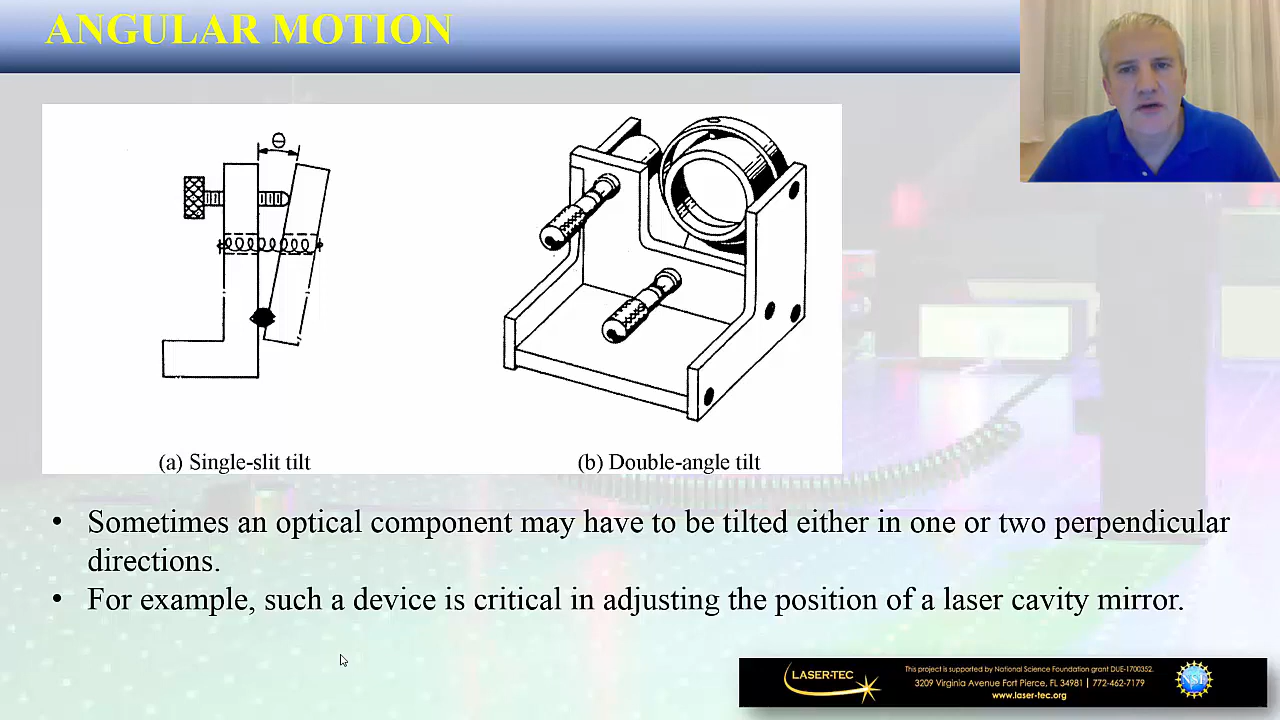 ANGULAR MOTION
Θ
(a) Single-slit tilt
(b) Double-angle tilt
• Sometimes an optical component may have to be tilted either in one or two perpendicular
directions.
• For example, such a device is critical in adjusting the position of a laser cavity mirror.
LASER-TEC
This project is supported by National Science Foundation grant DUE-1700352.
3209 Virginia Avenue Fort Pierce, FL 34981 | 772-462-7179
www.laser-tec.org
NSF